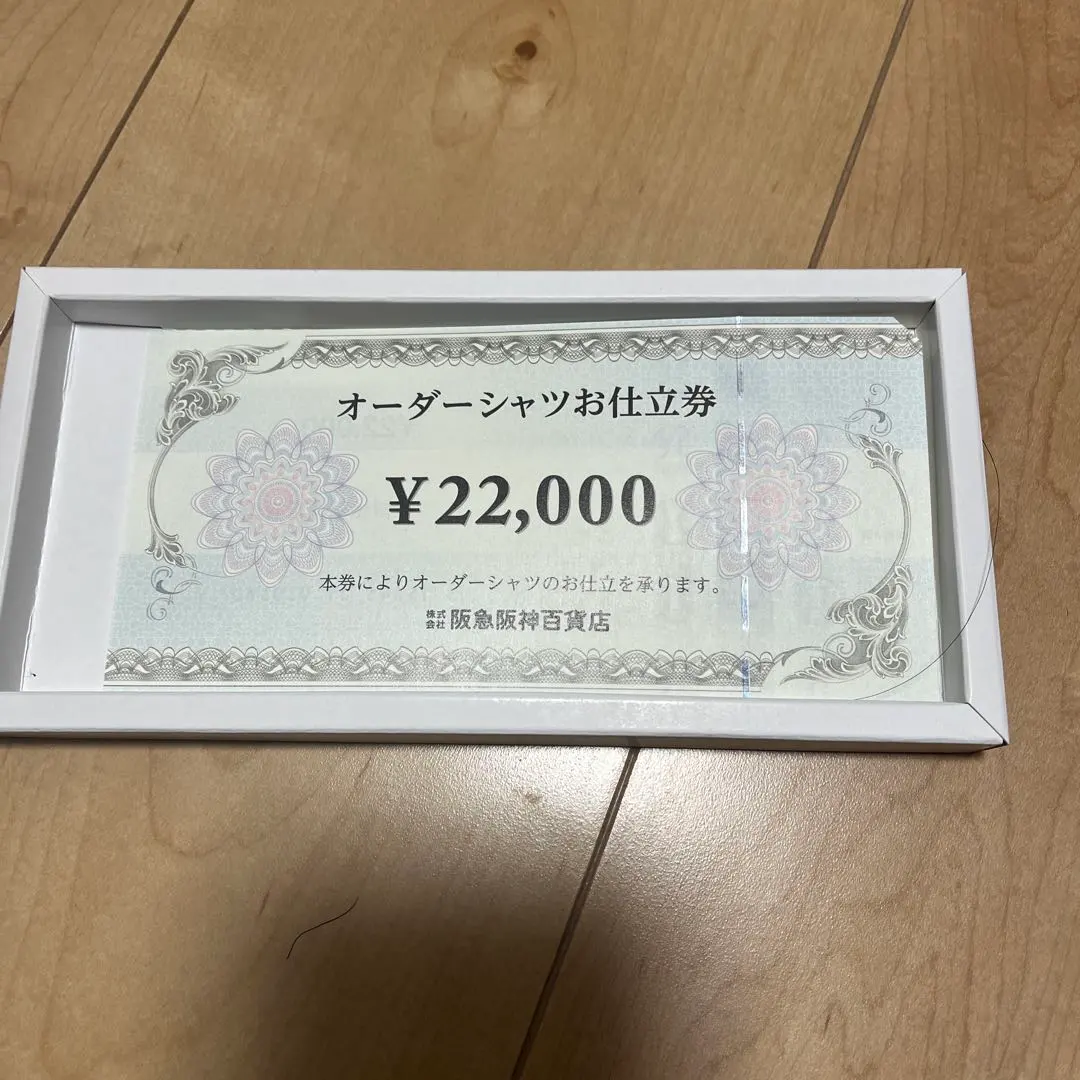 オーダーシャツお仕立券
¥22,000
本券によりオーダーシャツのお仕立を承ります。
株式会社 阪急阪神百貨店